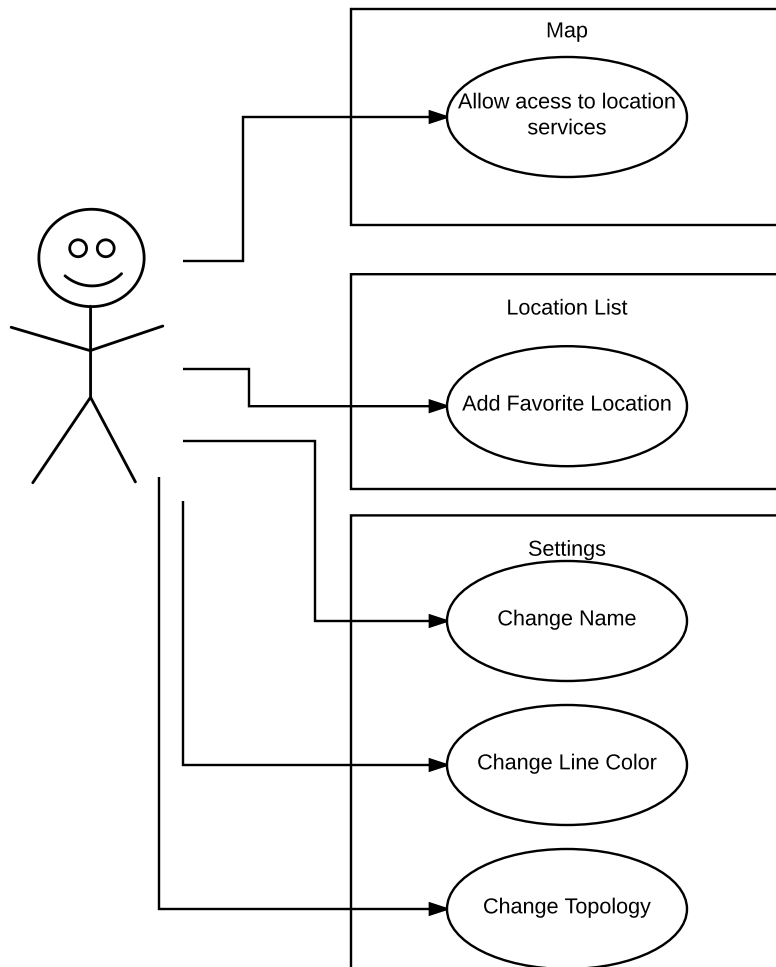 Map
Allow acess to location
services
Location List
Add Favorite Location
Settings
Change Name
Change Line Color
Change Topology